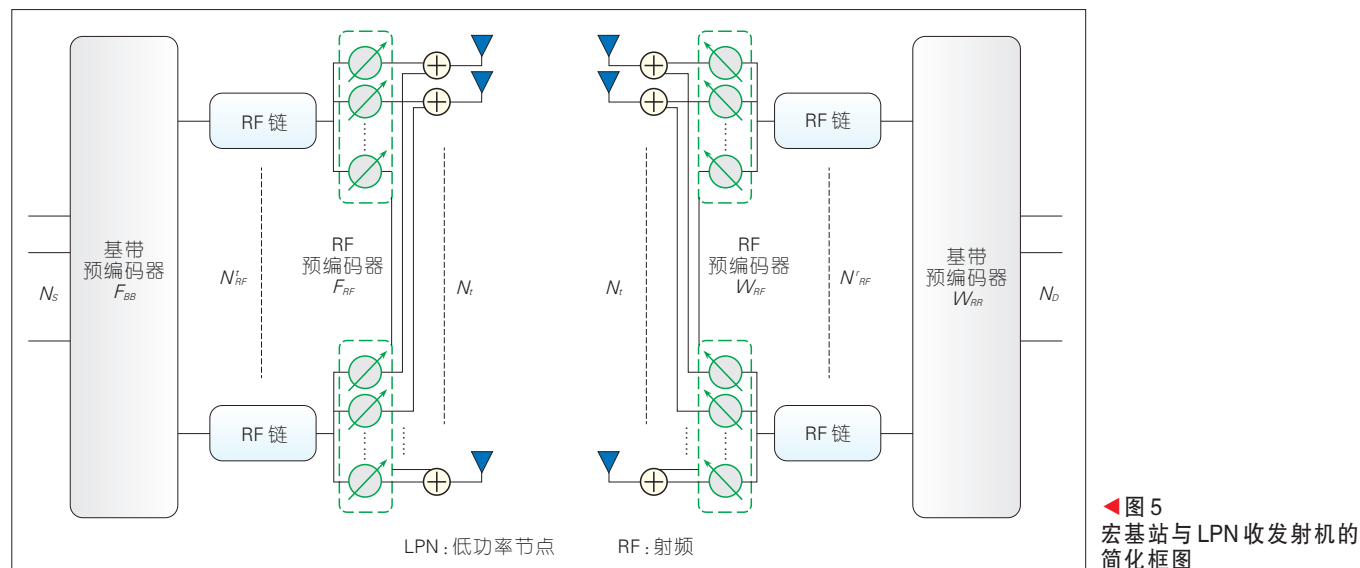 RF 链
RF 链
基带
预编码器
F_BB
N_S
N^t_RF
RF
预编码器
F_RF
N_t
N_t
RF
预编码器
W_RF
N^r_RF
基带
预编码器
W_RR
N_D
RF 链
RF 链
LPN:低功率节点
RF:射频
◀图 5
宏基站与 LPN 收发射机的
简化框图